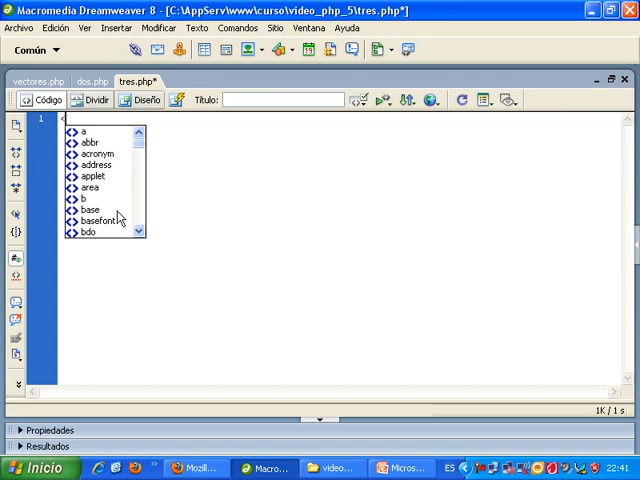 Macromedia Dreamweaver 8 - [C:\AppServ\www\curso\video_php_5\tres.php*]
Archivo Edición Ver Insertar Modificar Texto Comandos Sitio Ventana Ayuda
Común
vectores.php dos.php tres.php*
Código Dividir Diseño Título:
1 <
a
abbr
acronym
address
applet
area
b
base
basefont
bdo
1K / 1 s
Propiedades
Resultados
Inicio Mozill... Macro... video... Micros... ES 22:41